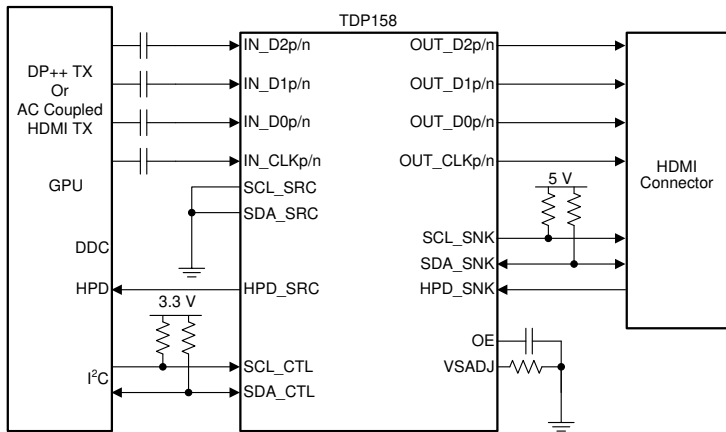 TDP158
DP++ TX
Or
AC Coupled
HDMI TX
GPU
DDC
HPD
I²C
IN_D2p/n
IN_D1p/n
IN_D0p/n
IN_CLKp/n
SCL_SRC
SDA_SRC
HPD_SRC
3.3 V
SCL_CTL
SDA_CTL
OUT_D2p/n
OUT_D1p/n
OUT_D0p/n
OUT_CLKp/n
5 V
SCL_SNK
SDA_SNK
HPD_SNK
OE
VSADJ
HDMI
Connector